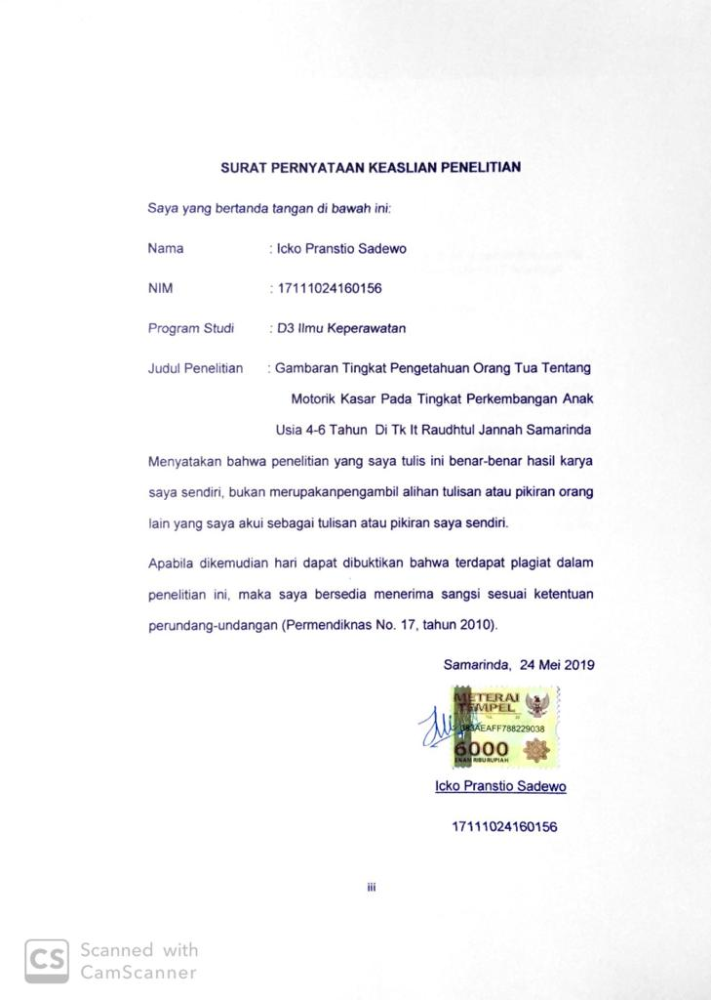 SURAT PERNYATAAN KEASLIAN PENELITIAN
Saya yang bertanda tangan di bawah ini:
Nama : Icko Pranstio Sadewo
NIM : 17111024160156
Program Studi : D3 Ilmu Keperawatan
Judul Penelitian : Gambaran Tingkat Pengetahuan Orang Tua Tentang
Motorik Kasar Pada Tingkat Perkembangan Anak
Usia 4-6 Tahun Di Tk It Raudhtul Jannah Samarinda
Menyatakan bahwa penelitian yang saya tulis ini benar-benar hasil karya
saya sendiri, bukan merupakanpengambil alihan tulisan atau pikiran orang
lain yang saya akui sebagai tulisan atau pikiran saya sendiri.
Apabila dikemudian hari dapat dibuktikan bahwa terdapat plagiat dalam
penelitian ini, maka saya bersedia menerima sangsi sesuai ketentuan
perundang-undangan (Permendiknas No. 17, tahun 2010).
Samarinda, 24 Mei 2019
METERAI
TEMPEL
6000
ENAM RIBU RUPIAH
Icko Pranstio Sadewo
17111024160156
iii
CS Scanned with
CamScanner